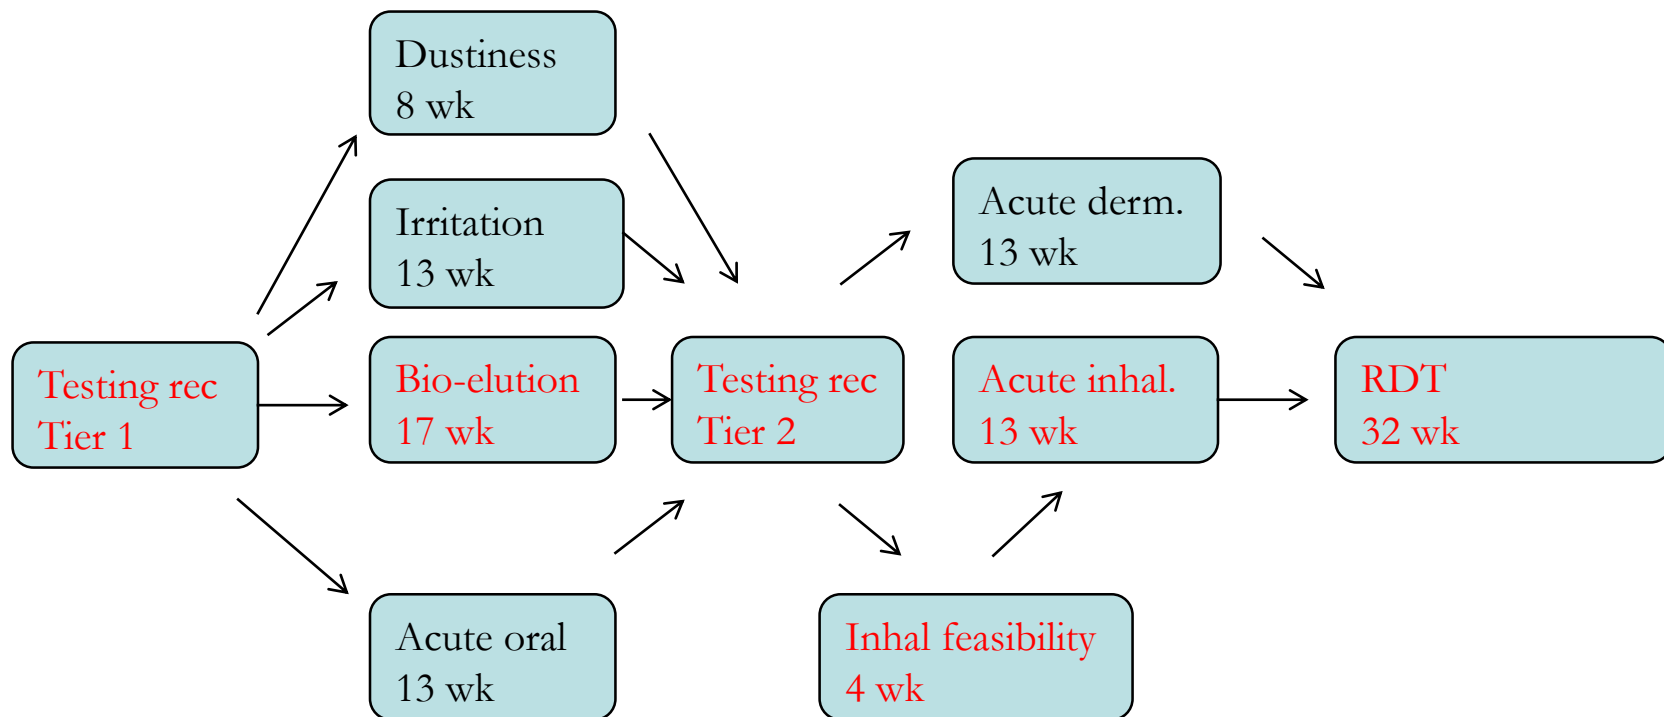 Dustiness
8 wk
Irritation
13 wk
Acute derm.
13 wk
Testing rec
Tier 1
Bio-elution
17 wk
Testing rec
Tier 2
Acute inhal.
13 wk
RDT
32 wk
Acute oral
13 wk
Inhal feasibility
4 wk